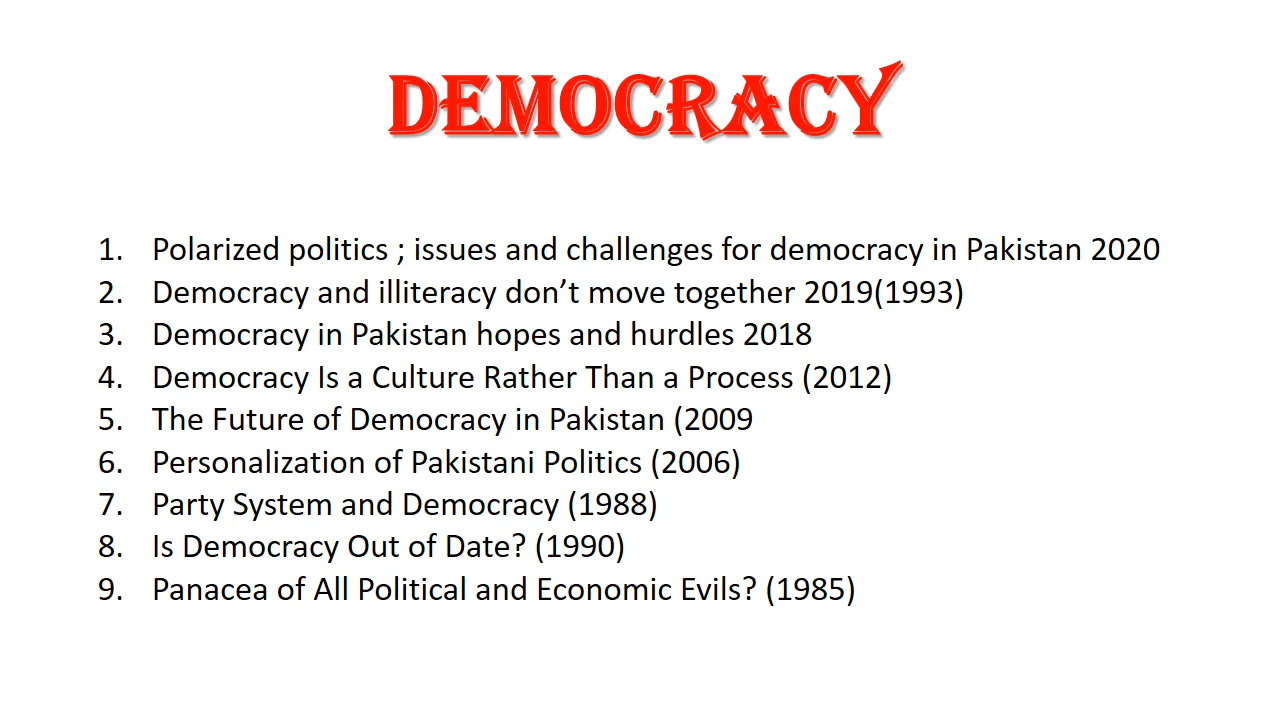 DEMOCRACY
1. Polarized politics ; issues and challenges for democracy in Pakistan 2020
2. Democracy and illiteracy don’t move together 2019(1993)
3. Democracy in Pakistan hopes and hurdles 2018
4. Democracy Is a Culture Rather Than a Process (2012)
5. The Future of Democracy in Pakistan (2009
6. Personalization of Pakistani Politics (2006)
7. Party System and Democracy (1988)
8. Is Democracy Out of Date? (1990)
9. Panacea of All Political and Economic Evils? (1985)